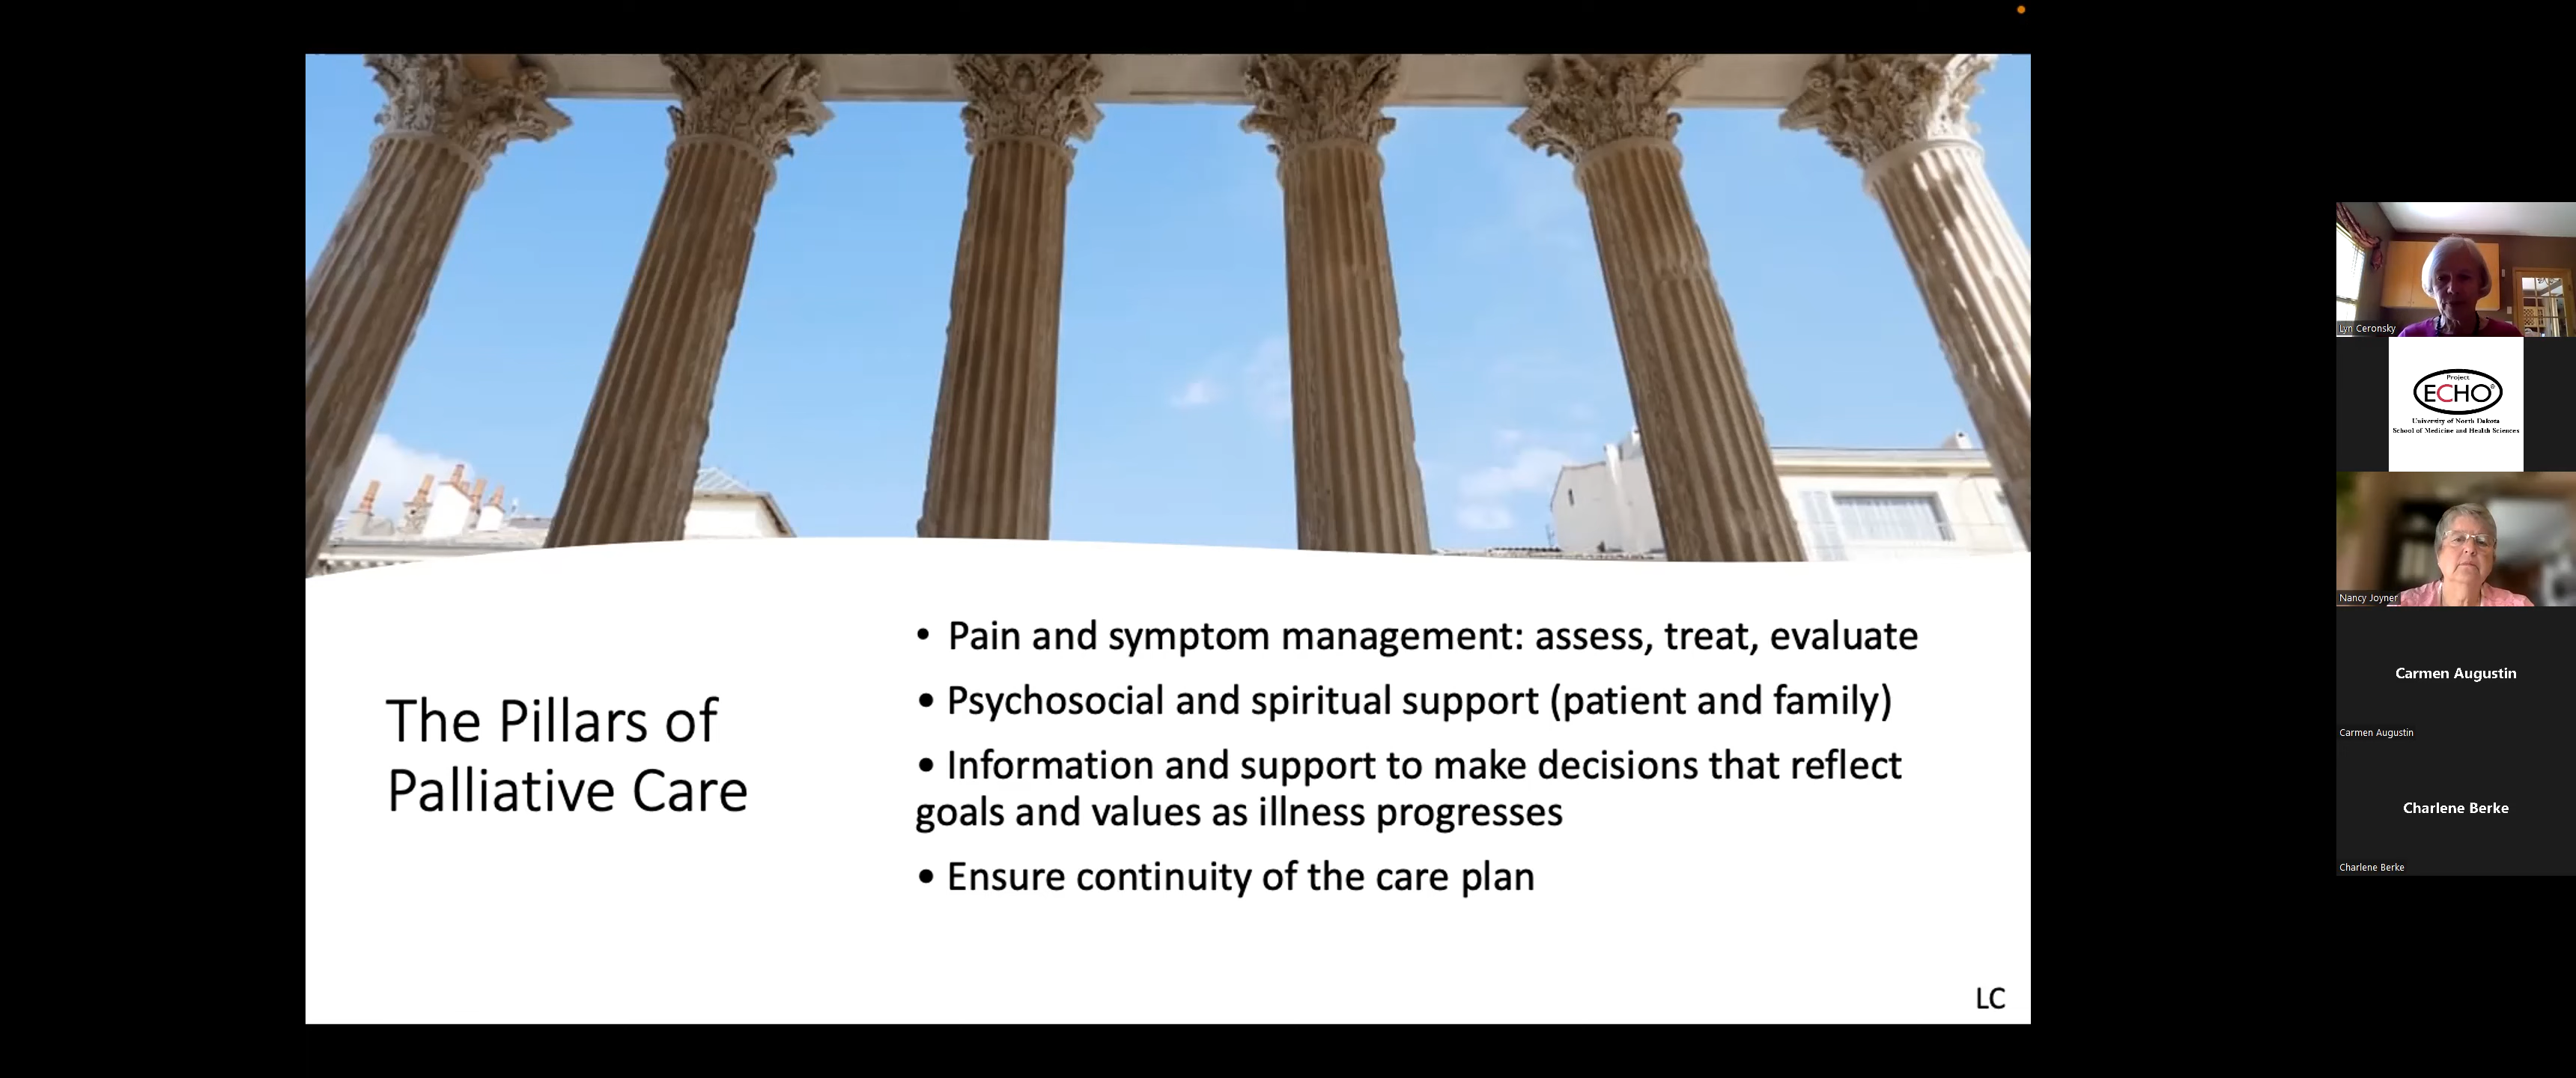 The Pillars of
Palliative Care
• Pain and symptom management: assess, treat, evaluate
• Psychosocial and spiritual support (patient and family)
• Information and support to make decisions that reflect
goals and values as illness progresses
• Ensure continuity of the care plan
LC
Lyn Ceronsky
Project
ECHO®
University of North Dakota
School of Medicine and Health Sciences
Nancy Joyner
Carmen Augustin
Carmen Augustin
Charlene Berke
Charlene Berke